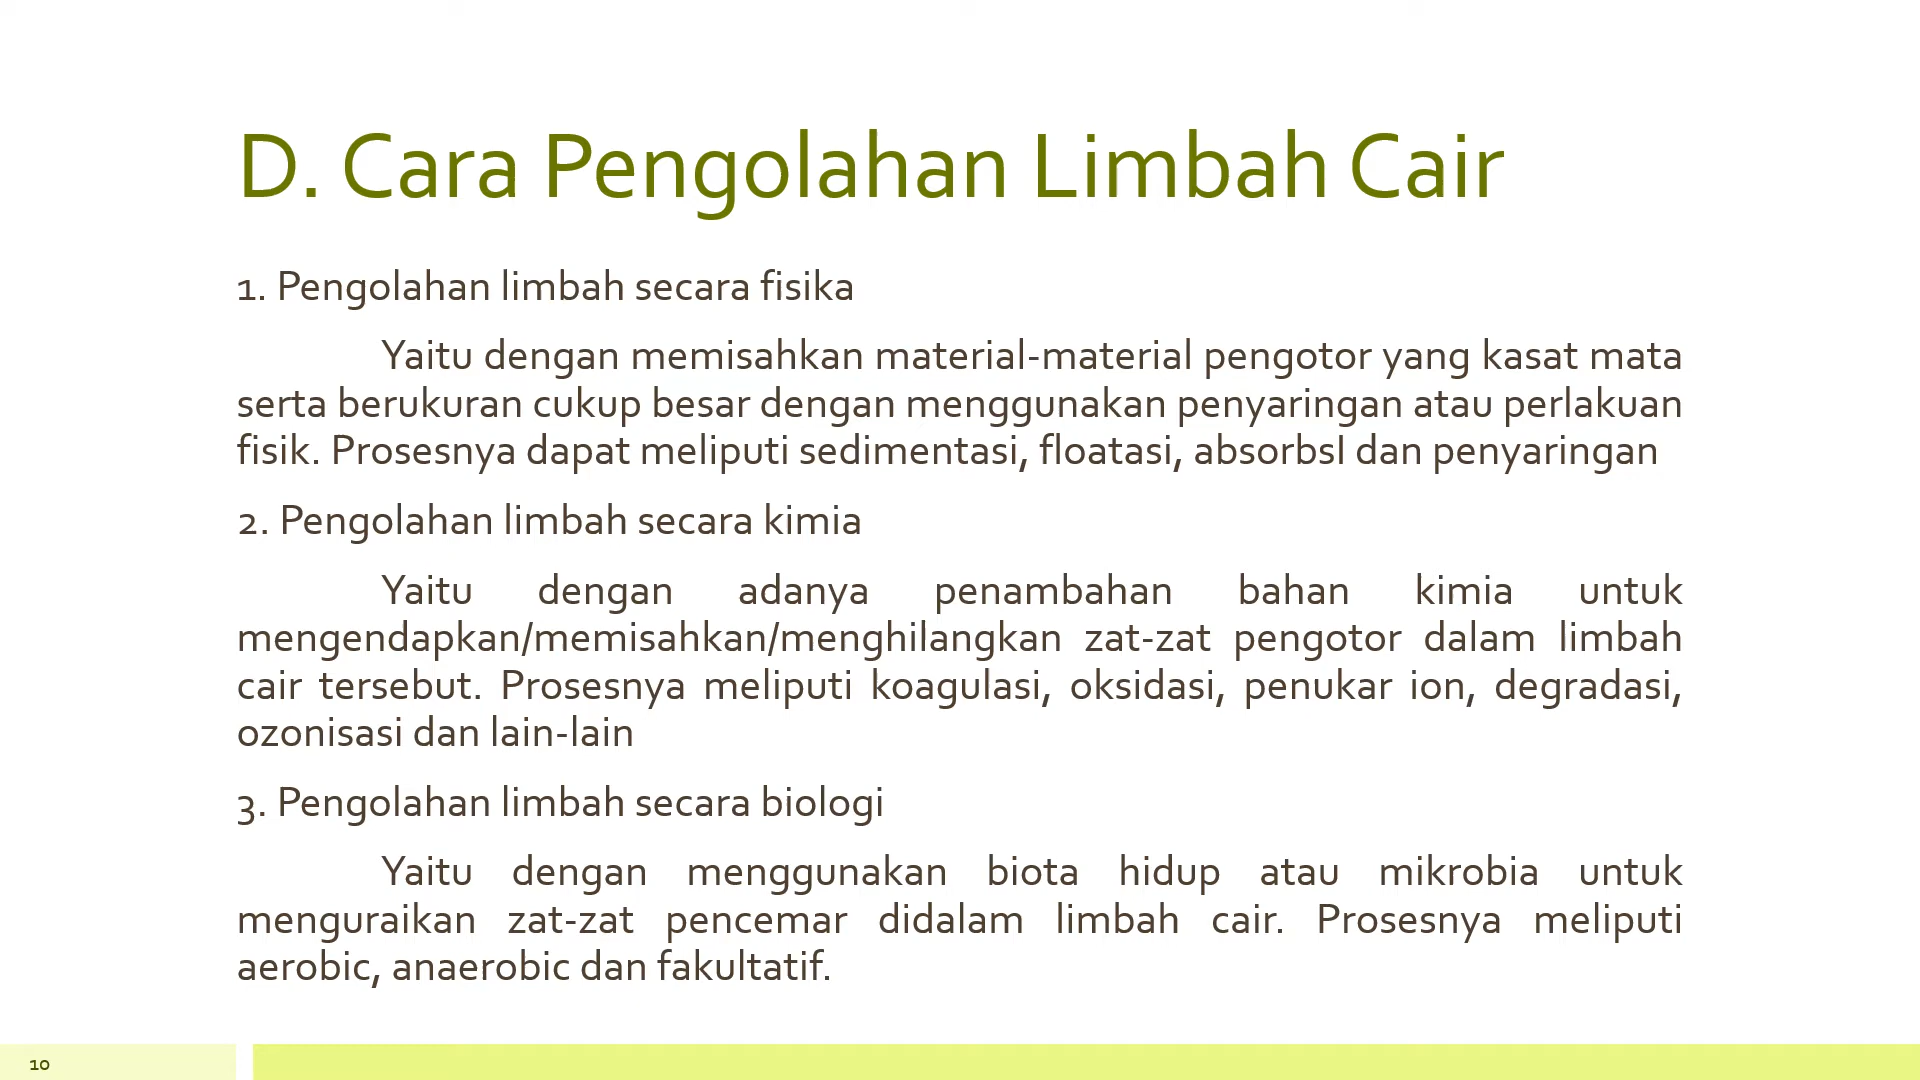 D. Cara Pengolahan Limbah Cair
1. Pengolahan limbah secara fisika
Yaitu dengan memisahkan material-material pengotor yang kasat mata
serta berukuran cukup besar dengan menggunakan penyaringan atau perlakuan
fisik. Prosesnya dapat meliputi sedimentasi, floatasi, absorbsI dan penyaringan
2. Pengolahan limbah secara kimia
Yaitu dengan adanya penambahan bahan kimia untuk
mengendapkan/memisahkan/menghilangkan zat-zat pengotor dalam limbah
cair tersebut. Prosesnya meliputi koagulasi, oksidasi, penukar ion, degradasi,
ozonisasi dan lain-lain
3. Pengolahan limbah secara biologi
Yaitu dengan menggunakan biota hidup atau mikrobia untuk
menguraikan zat-zat pencemar didalam limbah cair. Prosesnya meliputi
aerobic, anaerobic dan fakultatif.
10